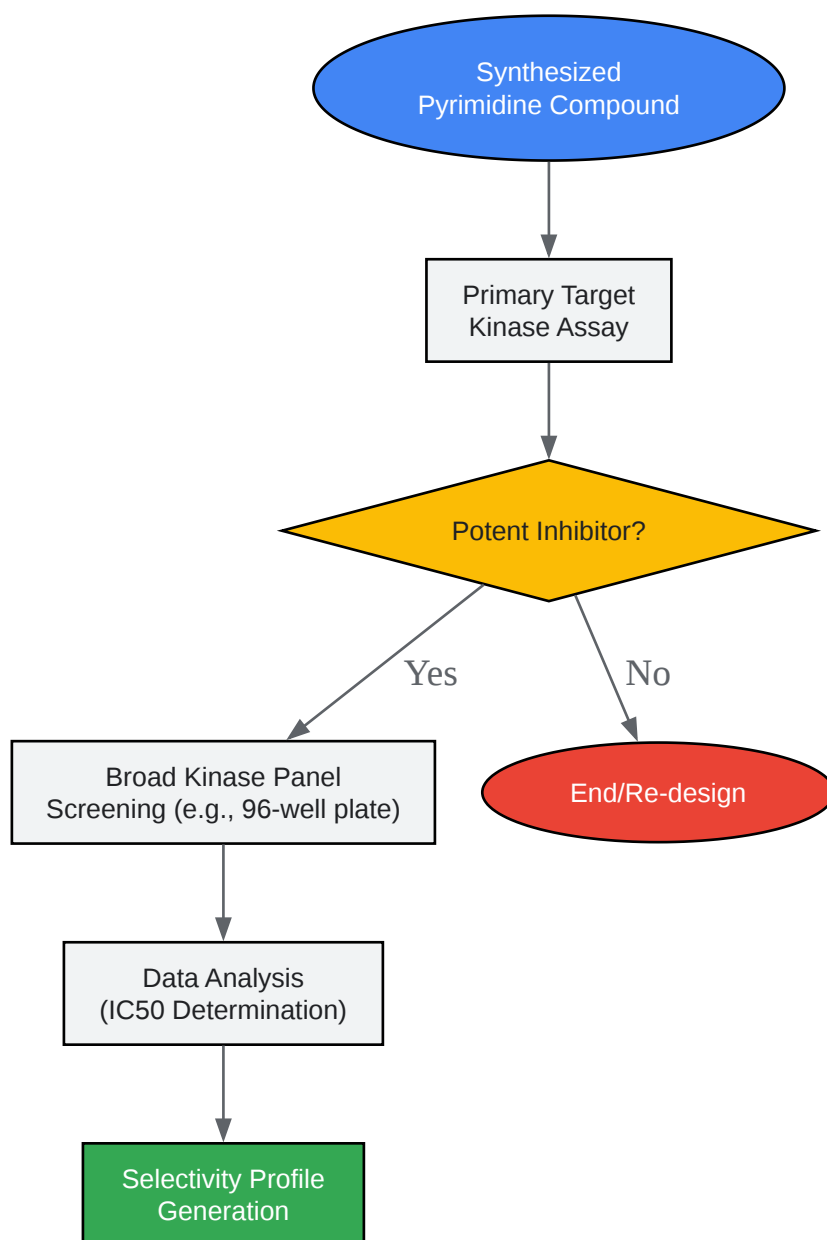 Synthesized
Pyrimidine Compound
Primary Target
Kinase Assay
Potent Inhibitor?
Yes
No
Broad Kinase Panel
Screening (e.g., 96-well plate)
End/Re-design
Data Analysis
(IC50 Determination)
Selectivity Profile
Generation